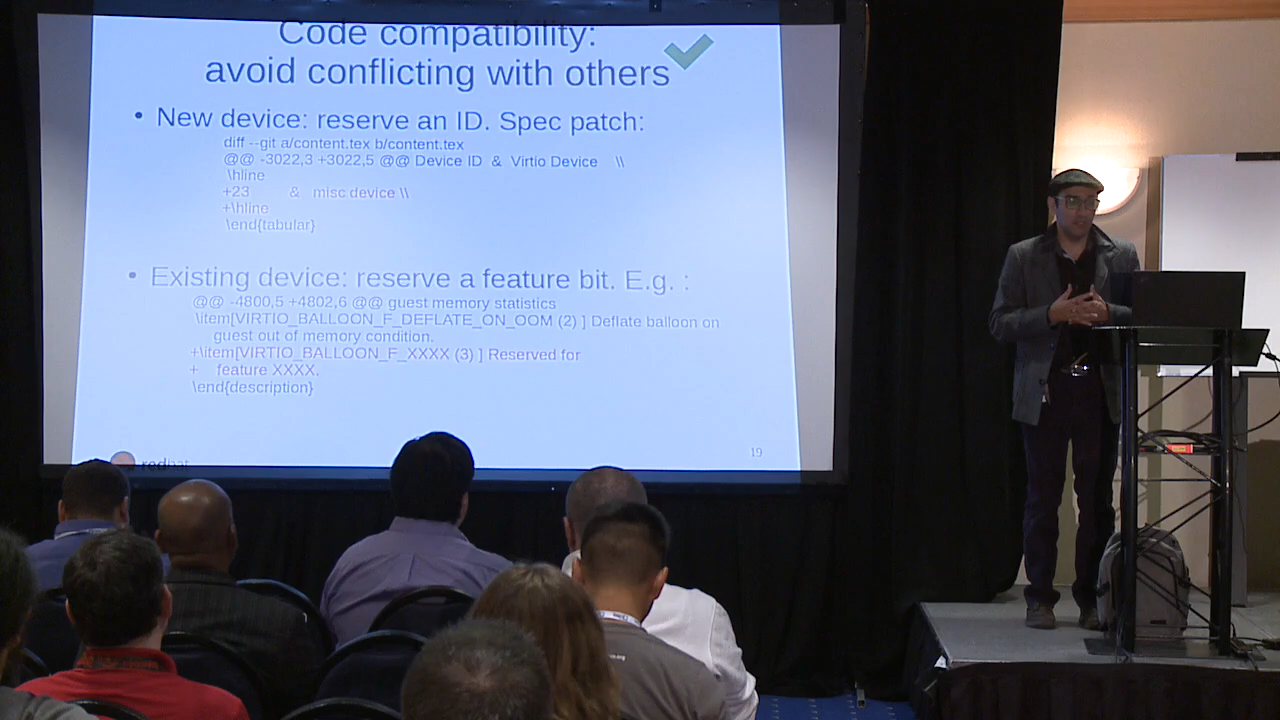 Code compatibility:
avoid conflicting with others
• New device: reserve an ID. Spec patch:
diff --git a/content.tex b/content.tex
@@ -3022,3 +3022,5 @@ Device ID & Virtio Device \\
\hline
+23 & misc device \\
+\hline
\end{tabular}
• Existing device: reserve a feature bit. E.g. :
@@ -4800,5 +4802,6 @@ guest memory statistics
\item[VIRTIO_BALLOON_F_DEFLATE_ON_OOM (2) ] Deflate balloon on
guest out of memory condition.
+\item[VIRTIO_BALLOON_F_XXXX (3) ] Reserved for
+ feature XXXX.
\end{description}
redhat
19